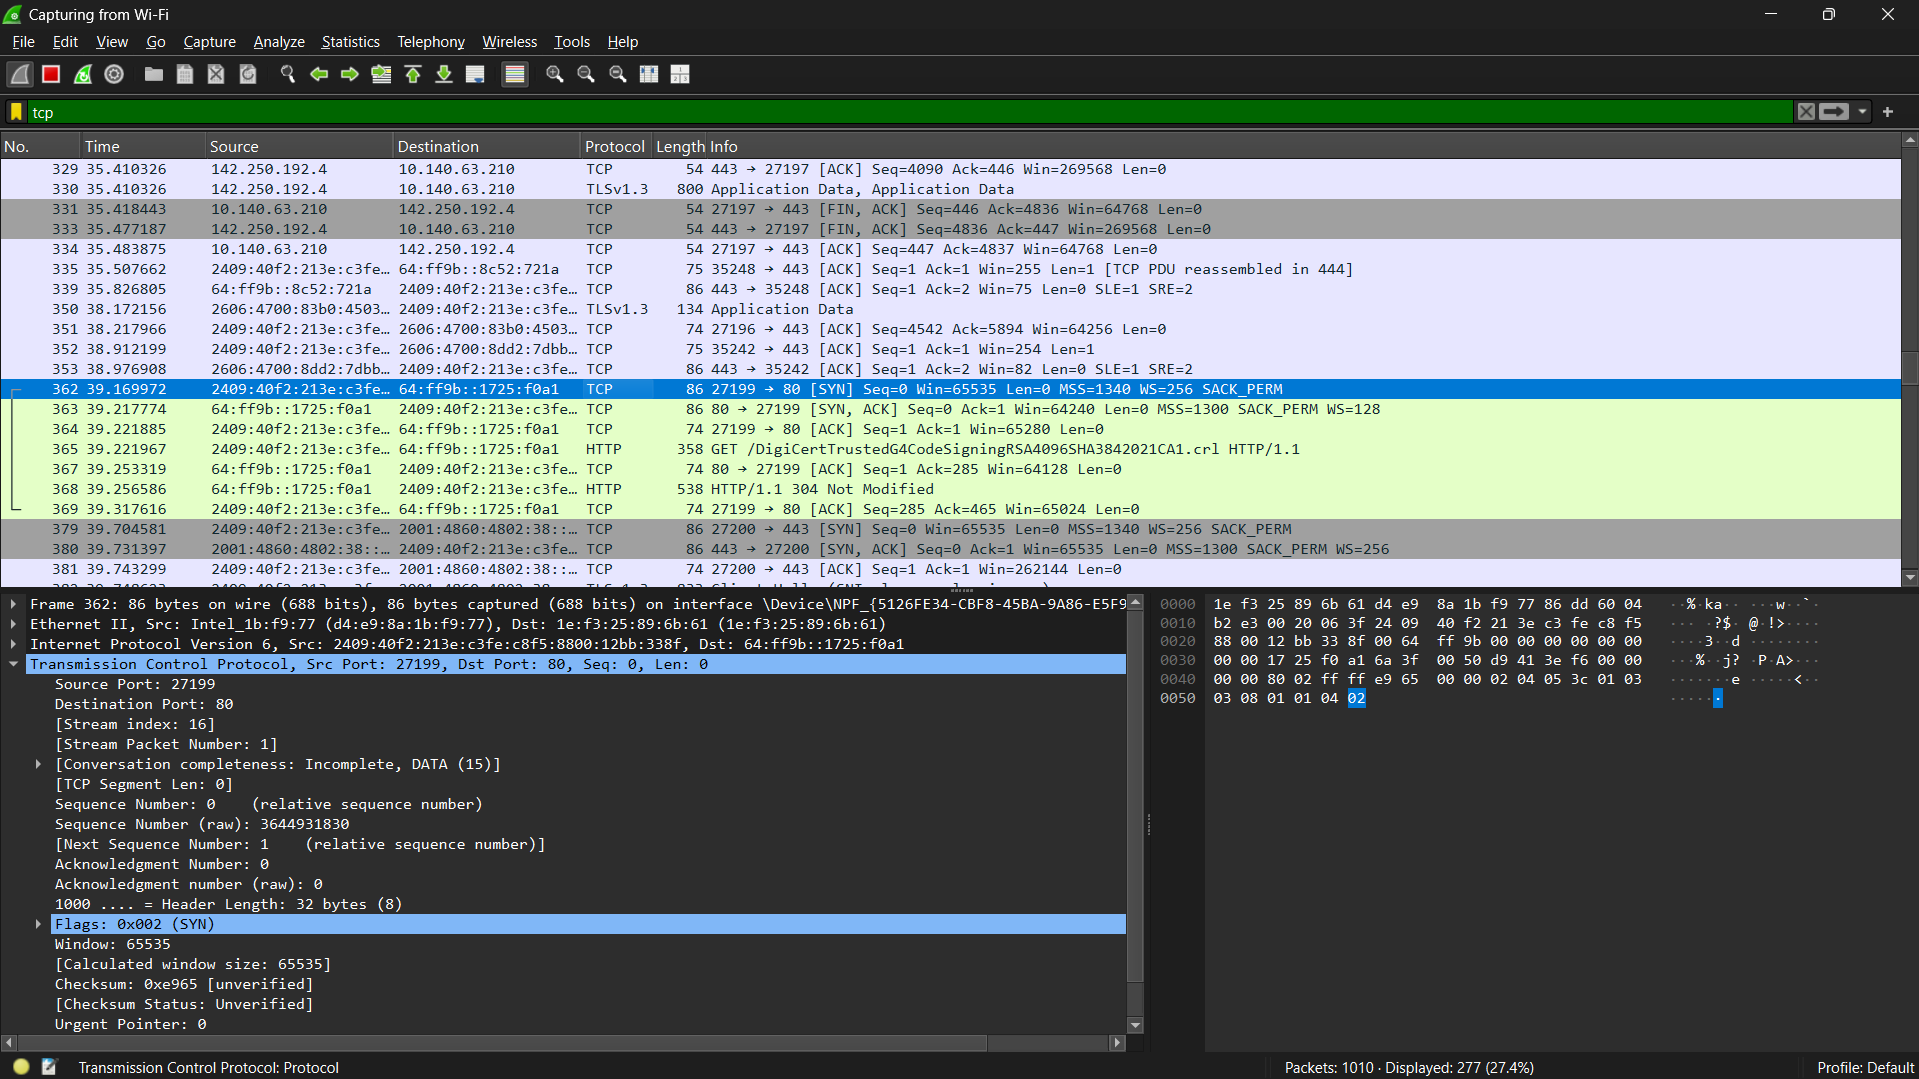 Capturing from Wi-Fi
File Edit View Go Capture Analyze Statistics Telephony Wireless Tools Help
tcp
No. Time Source Destination Protocol Length Info
329 35.410326 142.250.192.4 10.140.63.210 TCP 54 443 → 27197 [ACK] Seq=4090 Ack=446 Win=269568 Len=0
330 35.410326 142.250.192.4 10.140.63.210 TLSv1.3 800 Application Data, Application Data
331 35.418443 10.140.63.210 142.250.192.4 TCP 54 27197 → 443 [FIN, ACK] Seq=446 Ack=4836 Win=64768 Len=0
333 35.477187 142.250.192.4 10.140.63.210 TCP 54 443 → 27197 [FIN, ACK] Seq=4836 Ack=447 Win=269568 Len=0
334 35.483875 10.140.63.210 142.250.192.4 TCP 54 27197 → 443 [ACK] Seq=447 Ack=4837 Win=64768 Len=0
335 35.507662 2409:40f2:213e:c3fe… 64:ff9b::8c52:721a TCP 75 35248 → 443 [ACK] Seq=1 Ack=1 Win=255 Len=1 [TCP PDU reassembled in 444]
339 35.826805 64:ff9b::8c52:721a 2409:40f2:213e:c3fe… TCP 86 443 → 35248 [ACK] Seq=1 Ack=2 Win=75 Len=0 SLE=1 SRE=2
350 38.172156 2606:4700:83b0:4503… 2409:40f2:213e:c3fe… TLSv1.3 134 Application Data
351 38.217966 2409:40f2:213e:c3fe… 2606:4700:83b0:4503… TCP 74 27196 → 443 [ACK] Seq=4542 Ack=5894 Win=64256 Len=0
352 38.912199 2409:40f2:213e:c3fe… 2606:4700:8dd2:7dbb… TCP 75 35242 → 443 [ACK] Seq=1 Ack=1 Win=254 Len=1
353 38.976908 2606:4700:8dd2:7dbb… 2409:40f2:213e:c3fe… TCP 86 443 → 35242 [ACK] Seq=1 Ack=2 Win=82 Len=0 SLE=1 SRE=2
362 39.169972 2409:40f2:213e:c3fe… 64:ff9b::1725:f0a1 TCP 86 27199 → 80 [SYN] Seq=0 Win=65535 Len=0 MSS=1340 WS=256 SACK_PERM
363 39.217774 64:ff9b::1725:f0a1 2409:40f2:213e:c3fe… TCP 86 80 → 27199 [SYN, ACK] Seq=0 Ack=1 Win=64240 Len=0 MSS=1300 SACK_PERM WS=128
364 39.221885 2409:40f2:213e:c3fe… 64:ff9b::1725:f0a1 TCP 74 27199 → 80 [ACK] Seq=1 Ack=1 Win=65280 Len=0
365 39.221967 2409:40f2:213e:c3fe… 64:ff9b::1725:f0a1 HTTP 358 GET /DigiCertTrustedG4CodeSigningRSA4096SHA3842021CA1.crl HTTP/1.1
367 39.253319 64:ff9b::1725:f0a1 2409:40f2:213e:c3fe… TCP 74 80 → 27199 [ACK] Seq=1 Ack=285 Win=64128 Len=0
368 39.256586 64:ff9b::1725:f0a1 2409:40f2:213e:c3fe… HTTP 538 HTTP/1.1 304 Not Modified
369 39.317616 2409:40f2:213e:c3fe… 64:ff9b::1725:f0a1 TCP 74 27199 → 80 [ACK] Seq=285 Ack=465 Win=65024 Len=0
379 39.704581 2409:40f2:213e:c3fe… 2001:4860:4802:38::… TCP 86 27200 → 443 [SYN] Seq=0 Win=65535 Len=0 MSS=1340 WS=256 SACK_PERM
380 39.731397 2001:4860:4802:38::… 2409:40f2:213e:c3fe… TCP 86 443 → 27200 [SYN, ACK] Seq=0 Ack=1 Win=65535 Len=0 MSS=1300 SACK_PERM WS=256
381 39.743299 2409:40f2:213e:c3fe… 2001:4860:4802:38::… TCP 74 27200 → 443 [ACK] Seq=1 Ack=1 Win=262144 Len=0
Frame 362: 86 bytes on wire (688 bits), 86 bytes captured (688 bits) on interface \Device\NPF_{5126FE34-CBF8-45BA-9A86-E5F9
Ethernet II, Src: Intel_1b:f9:77 (d4:e9:8a:1b:f9:77), Dst: 1e:f3:25:89:6b:61 (1e:f3:25:89:6b:61)
Internet Protocol Version 6, Src: 2409:40f2:213e:c3fe:c8f5:8800:12bb:338f, Dst: 64:ff9b::1725:f0a1
Transmission Control Protocol, Src Port: 27199, Dst Port: 80, Seq: 0, Len: 0
Source Port: 27199
Destination Port: 80
[Stream index: 16]
[Stream Packet Number: 1]
[Conversation completeness: Incomplete, DATA (15)]
[TCP Segment Len: 0]
Sequence Number: 0 (relative sequence number)
Sequence Number (raw): 3644931830
[Next Sequence Number: 1 (relative sequence number)]
Acknowledgment Number: 0
Acknowledgment number (raw): 0
1000 .... = Header Length: 32 bytes (8)
Flags: 0x002 (SYN)
Window: 65535
[Calculated window size: 65535]
Checksum: 0xe965 [unverified]
[Checksum Status: Unverified]
Urgent Pointer: 0
0000 1e f3 25 89 6b 61 d4 e9 8a 1b f9 77 86 dd 60 04 ··%·ka·· ···w··`·
0010 b2 e3 00 20 06 3f 24 09 40 f2 21 3e c3 fe c8 f5 ··· ·?$· @·!>····
0020 88 00 12 bb 33 8f 00 64 ff 9b 00 00 00 00 00 00 ····3··d ········
0030 00 00 17 25 f0 a1 6a 3f 00 50 d9 41 3e f6 00 00 ···%··j? ·P·A>···
0040 00 00 80 02 ff ff e9 65 00 00 02 04 05 3c 01 03 ·······e ·····<··
0050 03 08 01 01 04 02 ······
Transmission Control Protocol: Protocol
Packets: 1010 · Displayed: 277 (27.4%)
Profile: Default